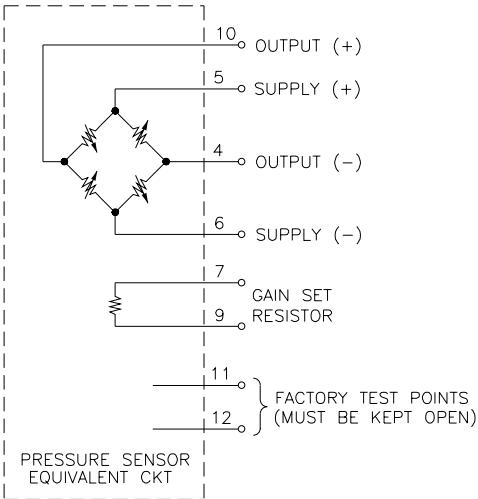 10 OUTPUT (+)
5 SUPPLY (+)
4 OUTPUT (-)
6 SUPPLY (-)
7
GAIN SET
RESISTOR
9
11
FACTORY TEST POINTS
(MUST BE KEPT OPEN)
12
PRESSURE SENSOR
EQUIVALENT CKT